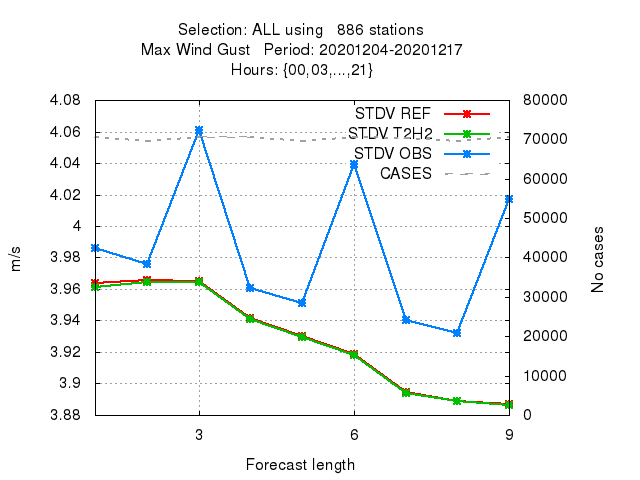 Selection: ALL using   886 stations
Max Wind Gust   Period: 20201204-20201217
Hours: {00,03,...,21}
4.08
4.06
4.04
4.02
4
3.98
3.96
3.94
3.92
3.9
3.88
m/s
STDV REF
STDV T2H2
STDV OBS
CASES
80000
70000
60000
50000
40000
30000
20000
10000
0
No cases
3
6
9
Forecast length